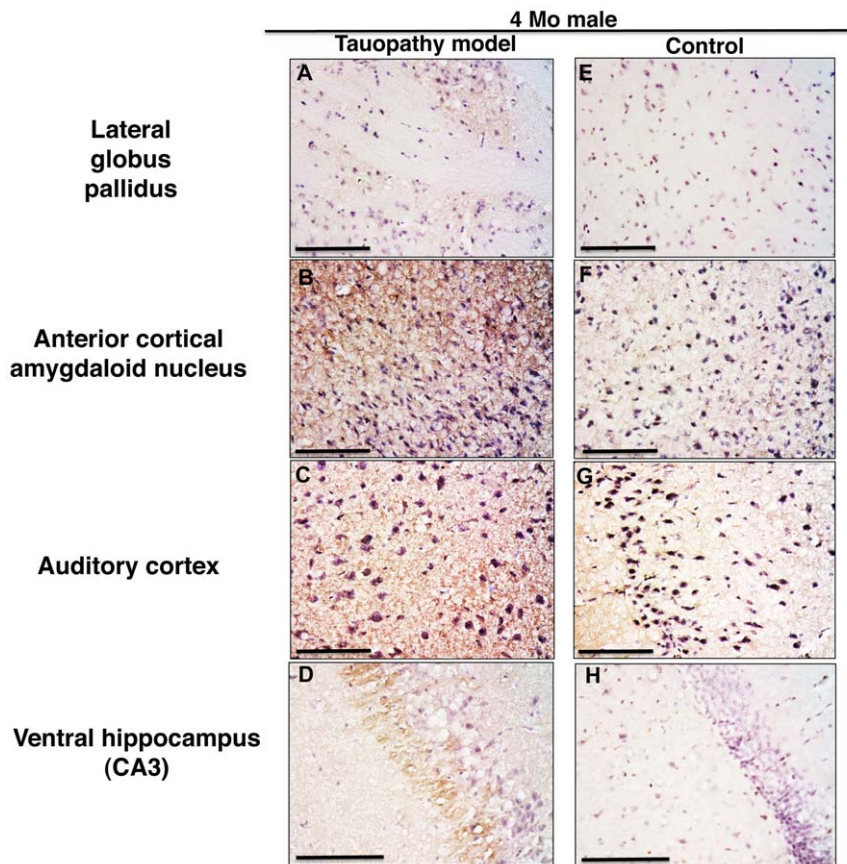 4 Mo male
Tauopathy model
Control
Lateral
globus
pallidus
A
E
Anterior cortical
amygdaloid nucleus
B
F
Auditory cortex
C
G
Ventral hippocampus
(CA3)
D
H